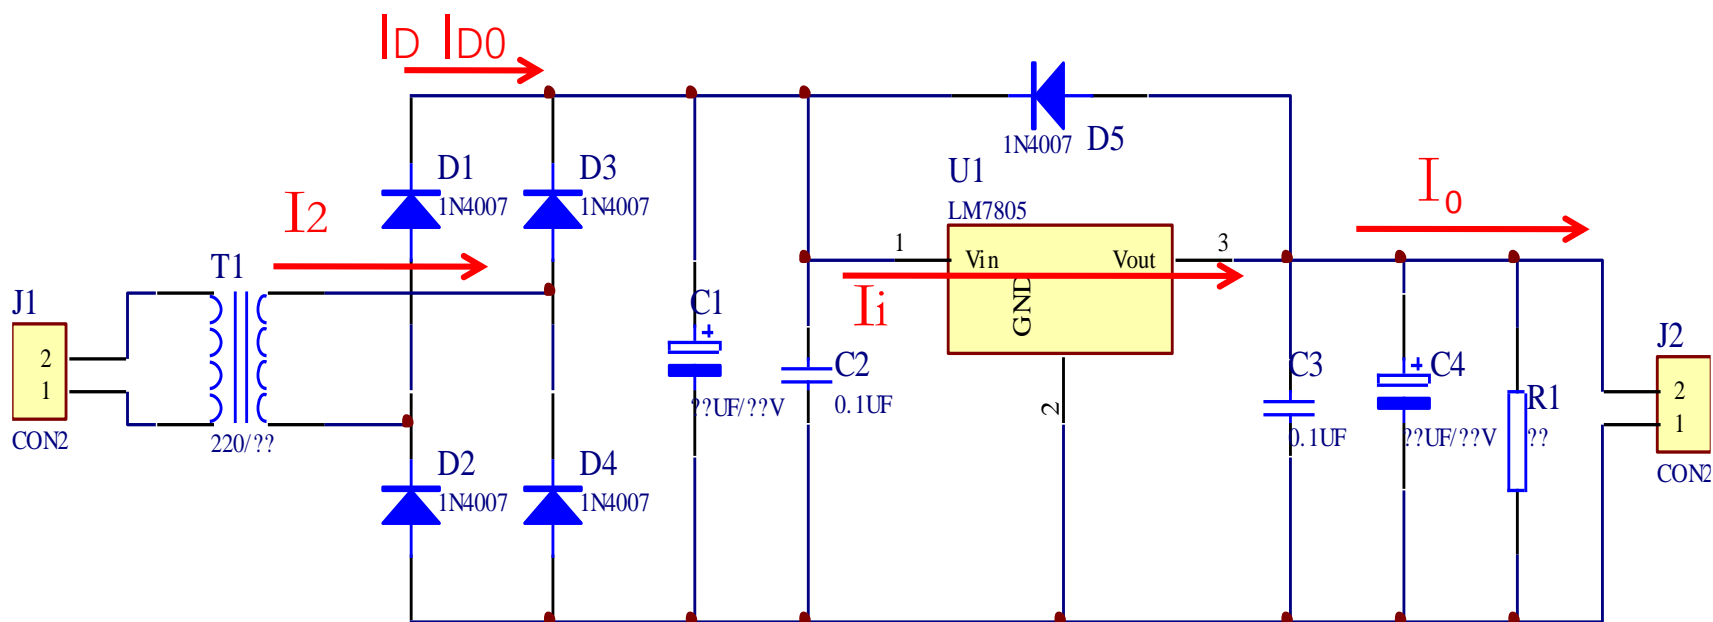 ID ID0
D1
1N4007
D3
1N4007
I2
T1
220/??
J1
2
1
CON2
D2
1N4007
D4
1N4007
C1
+
??UF/??V
C2
0.1UF
1N4007
D5
U1
LM7805
1
Vin
Vout
3
GND
2
Ii
I0
C3
0.1UF
C4
+
??UF/??V
R1
??
J2
2
1
CON2